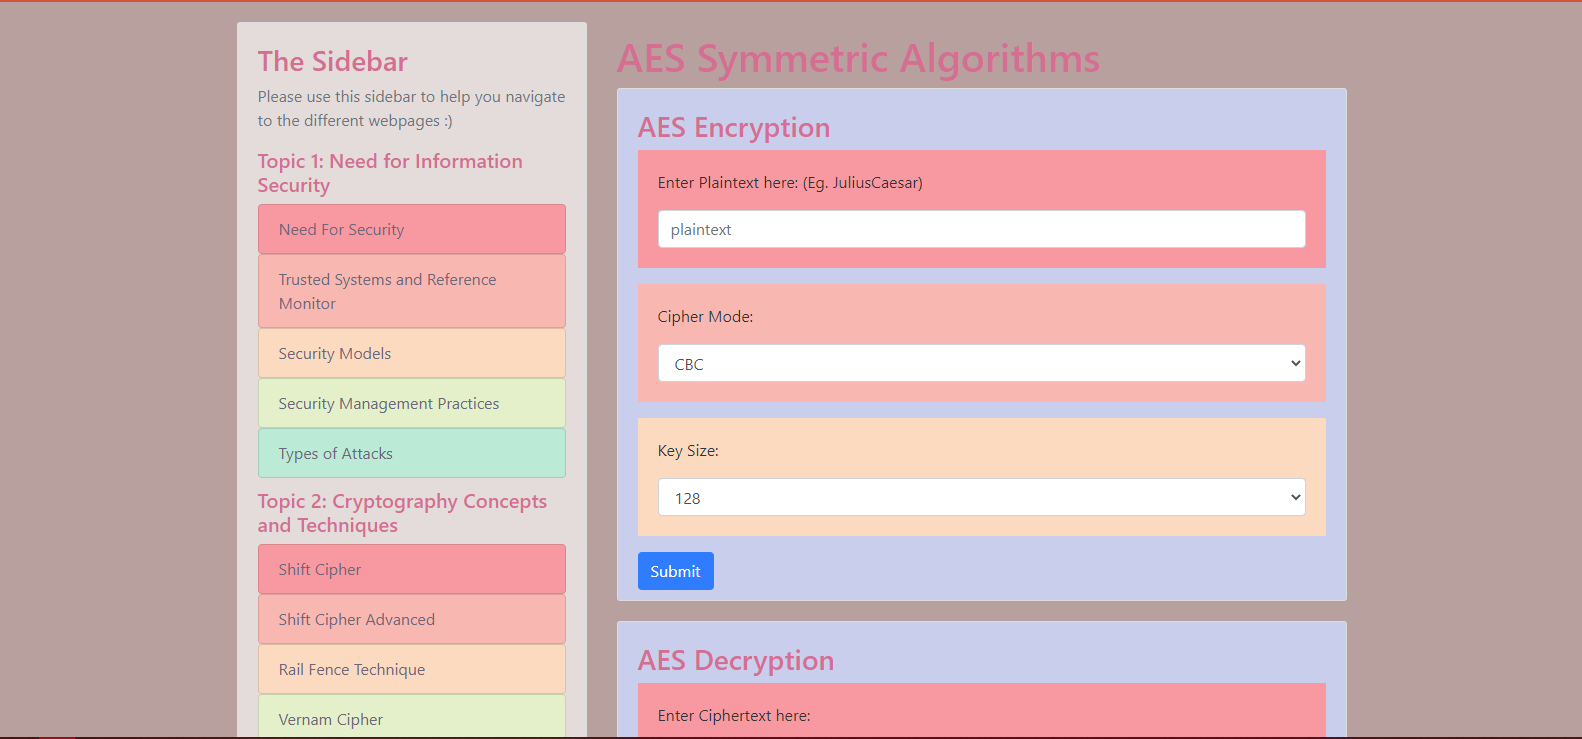 The Sidebar
Please use this sidebar to help you navigate
to the different webpages :)
Topic 1: Need for Information
Security
Need For Security
Trusted Systems and Reference
Monitor
Security Models
Security Management Practices
Types of Attacks
Topic 2: Cryptography Concepts
and Techniques
Shift Cipher
Shift Cipher Advanced
Rail Fence Technique
Vernam Cipher
AES Symmetric Algorithms
AES Encryption
Enter Plaintext here: (Eg. JuliusCaesar)
plaintext
Cipher Mode:
CBC
Key Size:
128
Submit
AES Decryption
Enter Ciphertext here: